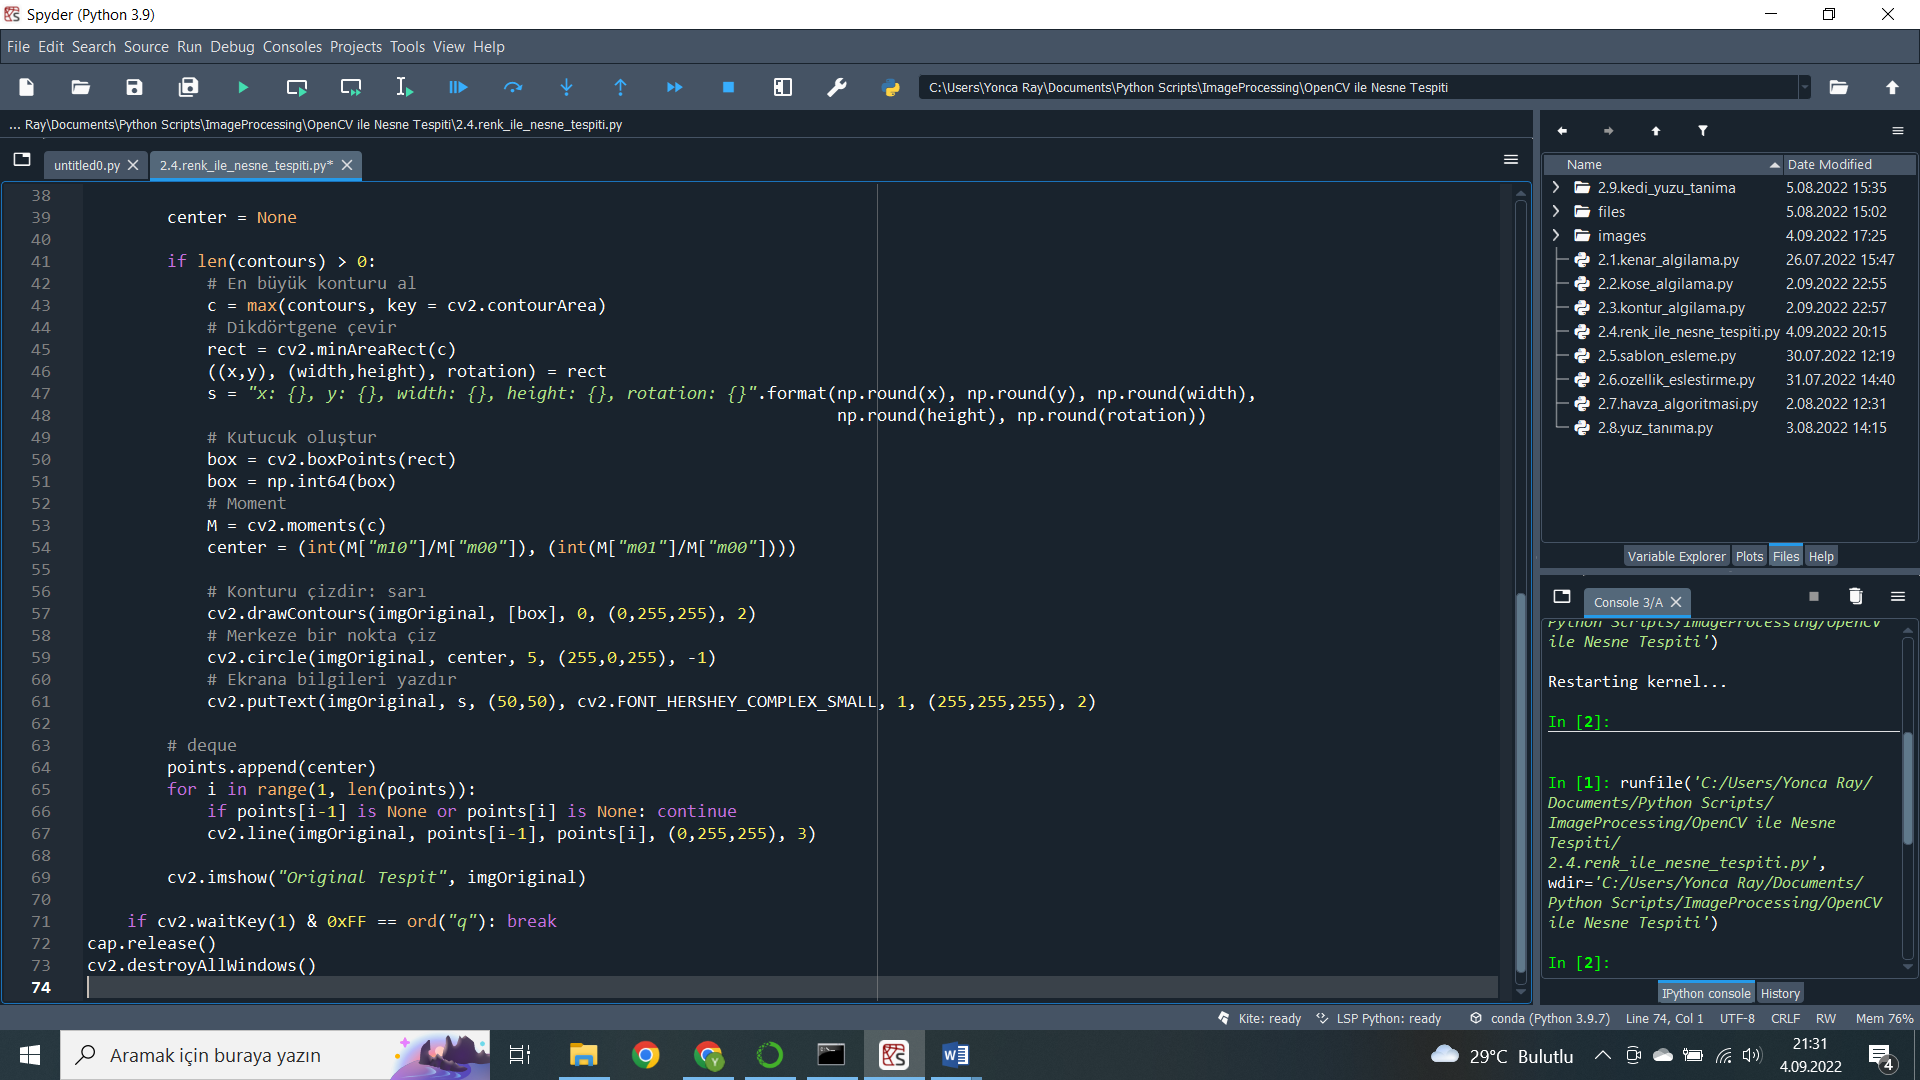 Spyder (Python 3.9)
File Edit Search Source Run Debug Consoles Projects Tools View Help
C:\Users\Yonca Ray\Documents\Python Scripts\ImageProcessing\OpenCV ile Nesne Tespiti
... Ray\Documents\Python Scripts\ImageProcessing\OpenCV ile Nesne Tespiti\2.4.renk_ile_nesne_tespiti.py
untitled0.py
2.4.renk_ile_nesne_tespiti.py*
38
39 center = None
40
41 if len(contours) > 0:
42 # En büyük konturu al
43 c = max(contours, key = cv2.contourArea)
44 # Dikdörtgene çevir
45 rect = cv2.minAreaRect(c)
46 ((x,y), (width,height), rotation) = rect
47 s = "x: {}, y: {}, width: {}, height: {}, rotation: {}".format(np.round(x), np.round(y), np.round(width),
48 np.round(height), np.round(rotation))
49 # Kutucuk oluştur
50 box = cv2.boxPoints(rect)
51 box = np.int64(box)
52 # Moment
53 M = cv2.moments(c)
54 center = (int(M["m10"]/M["m00"]), (int(M["m01"]/M["m00"])))
55
56 # Konturu çizdir: sarı
57 cv2.drawContours(imgOriginal, [box], 0, (0,255,255), 2)
58 # Merkeze bir nokta çiz
59 cv2.circle(imgOriginal, center, 5, (255,0,255), -1)
60 # Ekrana bilgileri yazdır
61 cv2.putText(imgOriginal, s, (50,50), cv2.FONT_HERSHEY_COMPLEX_SMALL, 1, (255,255,255), 2)
62
63 # deque
64 points.append(center)
65 for i in range(1, len(points)):
66 if points[i-1] is None or points[i] is None: continue
67 cv2.line(imgOriginal, points[i-1], points[i], (0,255,255), 3)
68
69 cv2.imshow("Original Tespit", imgOriginal)
70
71 if cv2.waitKey(1) & 0xFF == ord("q"): break
72 cap.release()
73 cv2.destroyAllWindows()
74
Name Date Modified
2.9.kedi_yuzu_tanima 5.08.2022 15:35
files 5.08.2022 15:02
images 4.09.2022 17:25
2.1.kenar_algilama.py 26.07.2022 15:47
2.2.kose_algilama.py 2.09.2022 22:55
2.3.kontur_algilama.py 2.09.2022 22:57
2.4.renk_ile_nesne_tespiti.py 4.09.2022 20:15
2.5.sablon_esleme.py 30.07.2022 12:19
2.6.ozellik_eslestirme.py 31.07.2022 14:40
2.7.havza_algoritmasi.py 2.08.2022 12:31
2.8.yuz_tanıma.py 3.08.2022 14:15
Variable Explorer Plots Files Help
Console 3/A
Python Scripts/ImageProcessing/OpenCV
ile Nesne Tespiti')
Restarting kernel...
In [2]:
In [1]: runfile('C:/Users/Yonca Ray/
Documents/Python Scripts/
ImageProcessing/OpenCV ile Nesne
Tespiti/
2.4.renk_ile_nesne_tespiti.py',
wdir='C:/Users/Yonca Ray/Documents/
Python Scripts/ImageProcessing/OpenCV
ile Nesne Tespiti')
In [2]:
IPython console History
Kite: ready LSP Python: ready conda (Python 3.9.7) Line 74, Col 1 UTF-8 CRLF RW Mem 76%
Aramak için buraya yazın
Y
W
29°C Bulutlu
21:31
4.09.2022
4